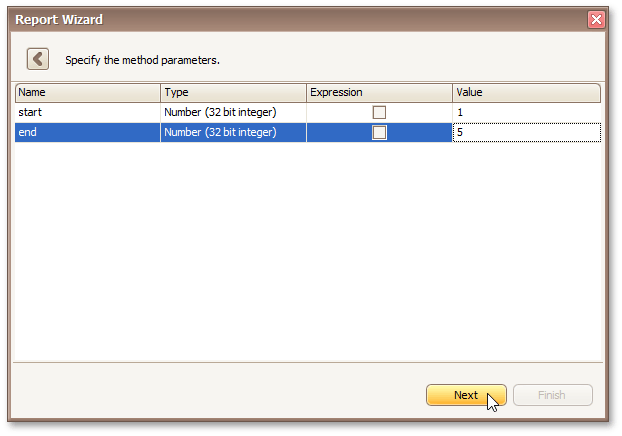 Report Wizard
Specify the method parameters.
Name Type Expression Value
start Number (32 bit integer) 1
end Number (32 bit integer) 5
Next Finish